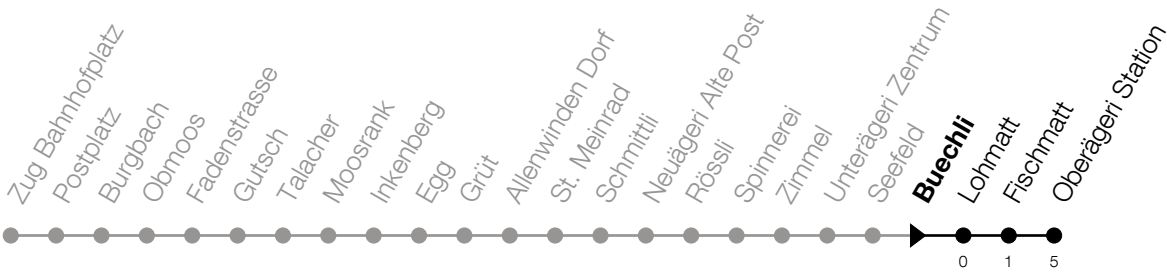 Zug Bahnhofplatz
Postplatz
Burgbach
Obmoos
Fadenstrasse
Gutsch
Talacher
Moosrank
Inkenberg
Egg
Grüt
Allenwinden Dorf
St. Meinrad
Schmittli
Neuägeri Alte Post
Rössli
Spinnerei
Zimmel
Unterägeri Zentrum
Seefeld
Buechli
Lohmatt
Fischmatt
Oberägeri Station
0 1 5